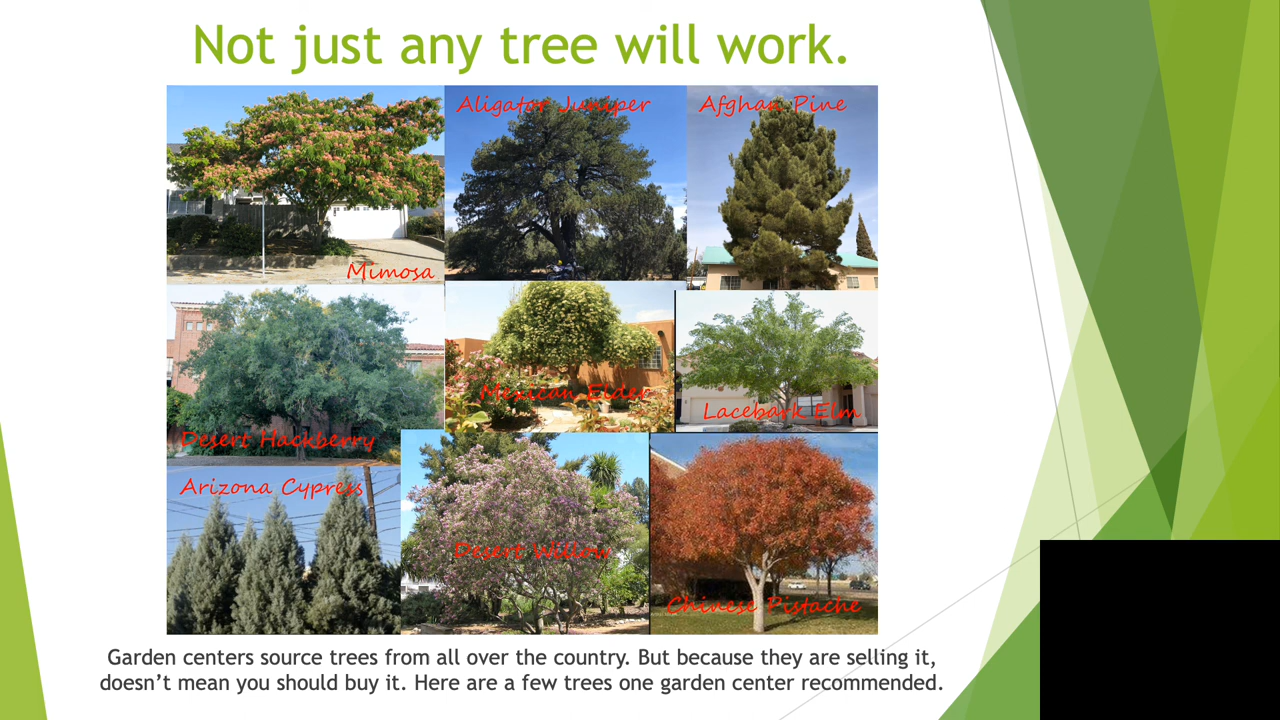 Not just any tree will work.
Aligator Juniper
Afghan Pine
Mimosa
Mexican Elder
Lacebark Elm
Desert Hackberry
Arizona Cypress
Desert Willow
Chinese Pistache
Garden centers source trees from all over the country. But because they are selling it,
doesn’t mean you should buy it. Here are a few trees one garden center recommended.